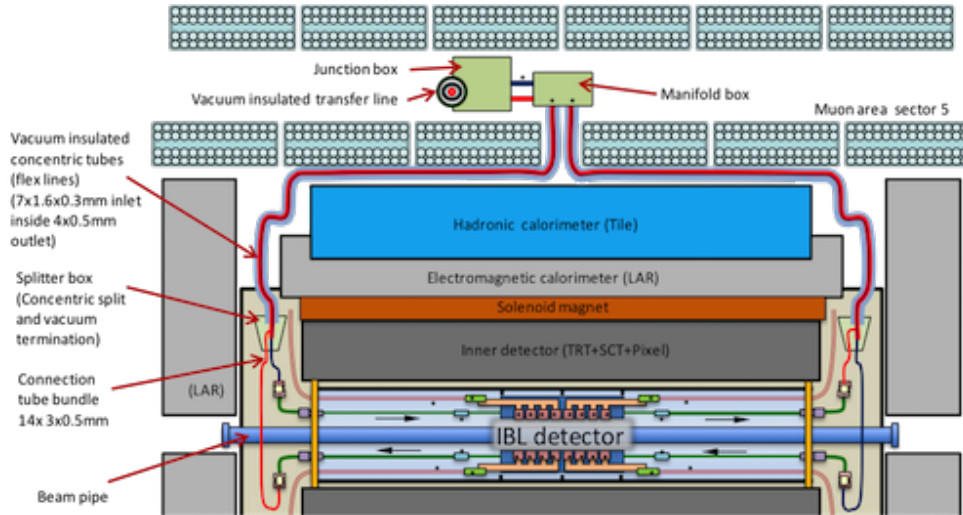 Junction box
Vacuum insulated transfer line
Manifold box
Muon area sector 5
Vacuum insulated
concentric tubes
(flex lines)
(7x1.6x0.3mm inlet
inside 4x0.5mm
outlet)
Hadronic calorimeter (Tile)
Electromagnetic calorimeter (LAR)
Splitter box
(Concentric split
and vacuum
termination)
Solenoid magnet
Inner detector (TRT+SCT+Pixel)
Connection
tube bundle
14x 3x0.5mm
(LAR)
IBL detector
Beam pipe